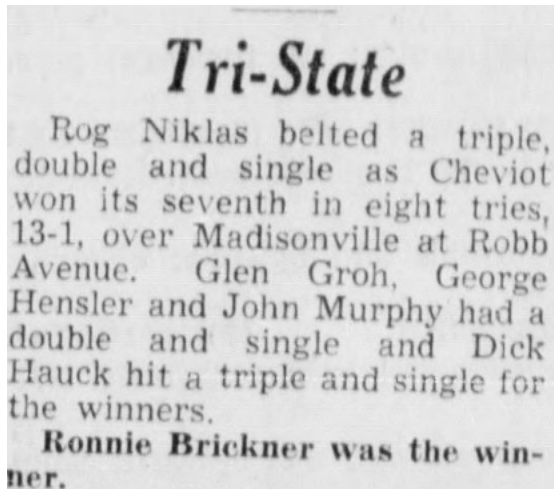 Tri-State
Rog Niklas belted a triple,
double and single as Cheviot
won its seventh in eight tries,
13-1, over Madisonville at Robb
Avenue. Glen Groh, George
Hensler and John Murphy had a
double and single and Dick
Hauck hit a triple and single for
the winners.
Ronnie Brickner was the win-
ner.